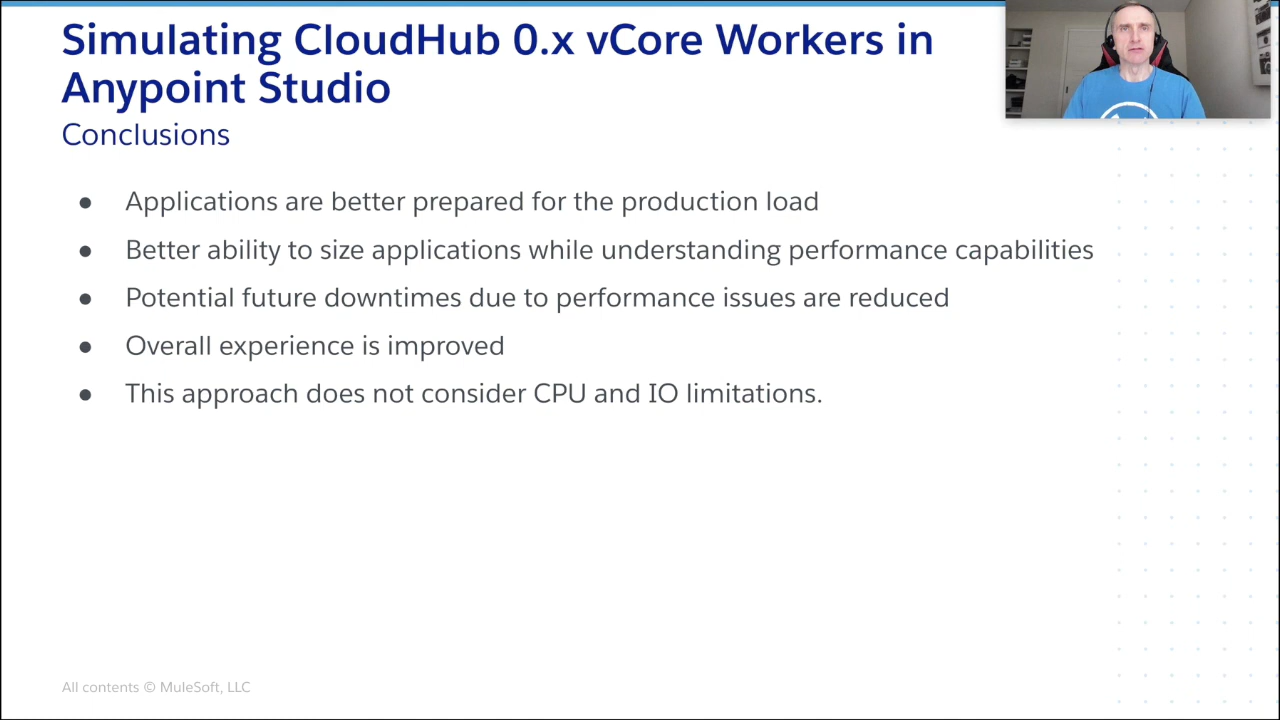 Simulating CloudHub 0.x vCore Workers in
Anypoint Studio
Conclusions
● Applications are better prepared for the production load
● Better ability to size applications while understanding performance capabilities
● Potential future downtimes due to performance issues are reduced
● Overall experience is improved
● This approach does not consider CPU and IO limitations.
All contents © MuleSoft, LLC